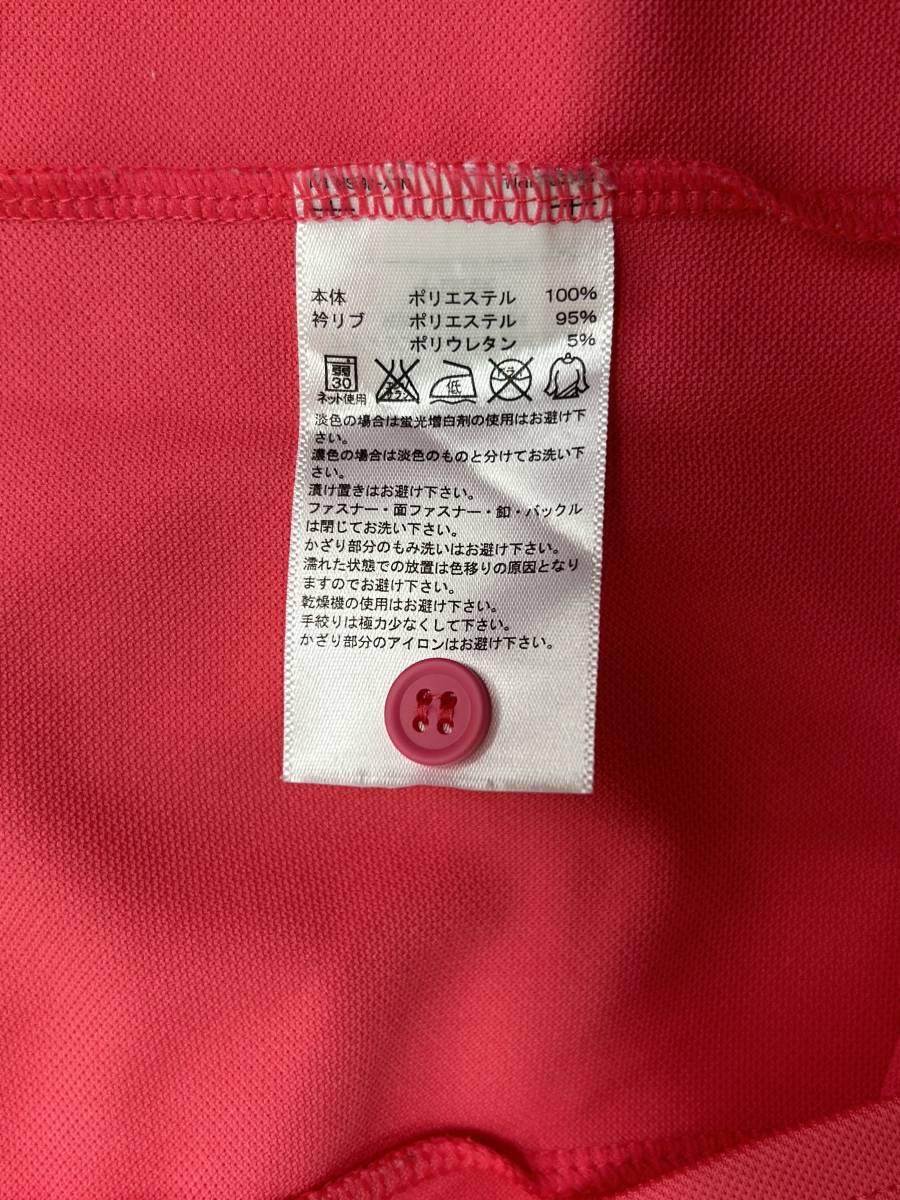 本体 ポリエステル 100%
衿リブ ポリエステル 95%
ポリウレタン 5%
弱
30
ネット使用
エンソサラシ
低
ドライ
淡色の場合は蛍光増白剤の使用はお避け下
さい。
濃色の場合は淡色のものと分けてお洗い下
さい。
漬け置きはお避け下さい。
ファスナー・面ファスナー・釦・バックル
は閉じてお洗い下さい。
かざり部分のもみ洗いはお避け下さい。
濡れた状態での放置は色移りの原因となり
ますのでお避け下さい。
乾燥機の使用はお避け下さい。
手絞りは極力少なくして下さい。
かざり部分のアイロンはお避け下さい。